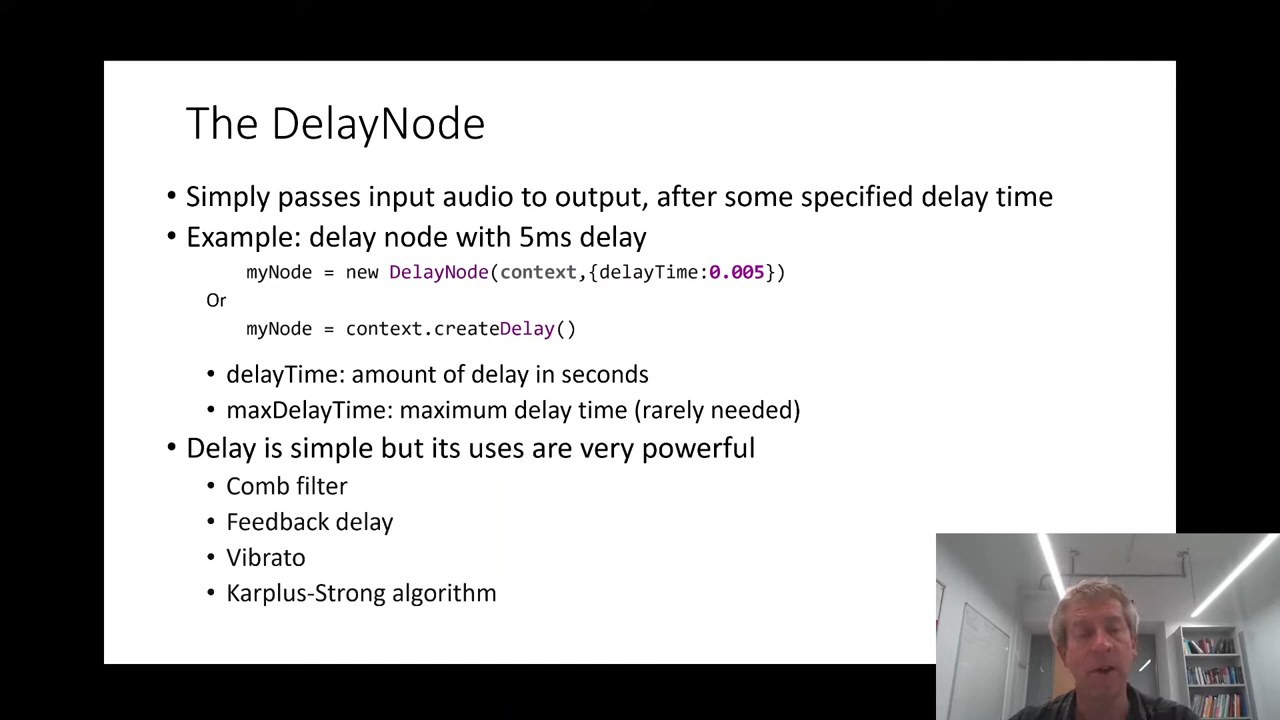 The DelayNode
• Simply passes input audio to output, after some specified delay time
• Example: delay node with 5ms delay
myNode = new DelayNode(context,{delayTime:0.005})
Or
myNode = context.createDelay()
• delayTime: amount of delay in seconds
• maxDelayTime: maximum delay time (rarely needed)
• Delay is simple but its uses are very powerful
• Comb filter
• Feedback delay
• Vibrato
• Karplus-Strong algorithm